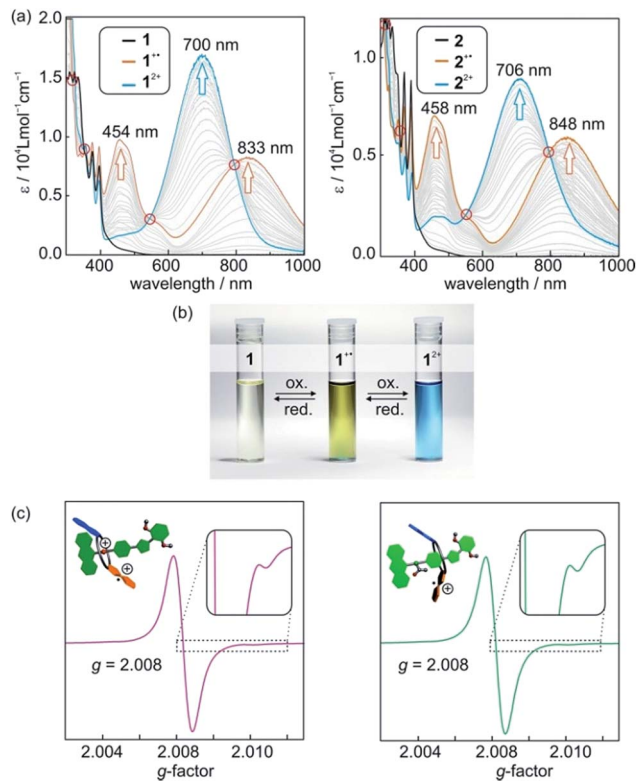 (a)
2.0
1.5
1.0
0.5
0.0
ε / 10⁴Lmol⁻¹cm⁻¹
1
1⁺•
1²⁺
700 nm
454 nm
833 nm
400 600 800 1000
wavelength / nm
1.0
0.5
0.0
ε / 10⁴Lmol⁻¹cm⁻¹
2
2⁺•
2²⁺
706 nm
458 nm
848 nm
400 600 800 1000
wavelength / nm
(b)
1
ox.
red.
1⁺•
ox.
red.
1²⁺
(c)
g = 2.008
2.004 2.008 2.010
g-factor
g = 2.008
2.004 2.008 2.010
g-factor